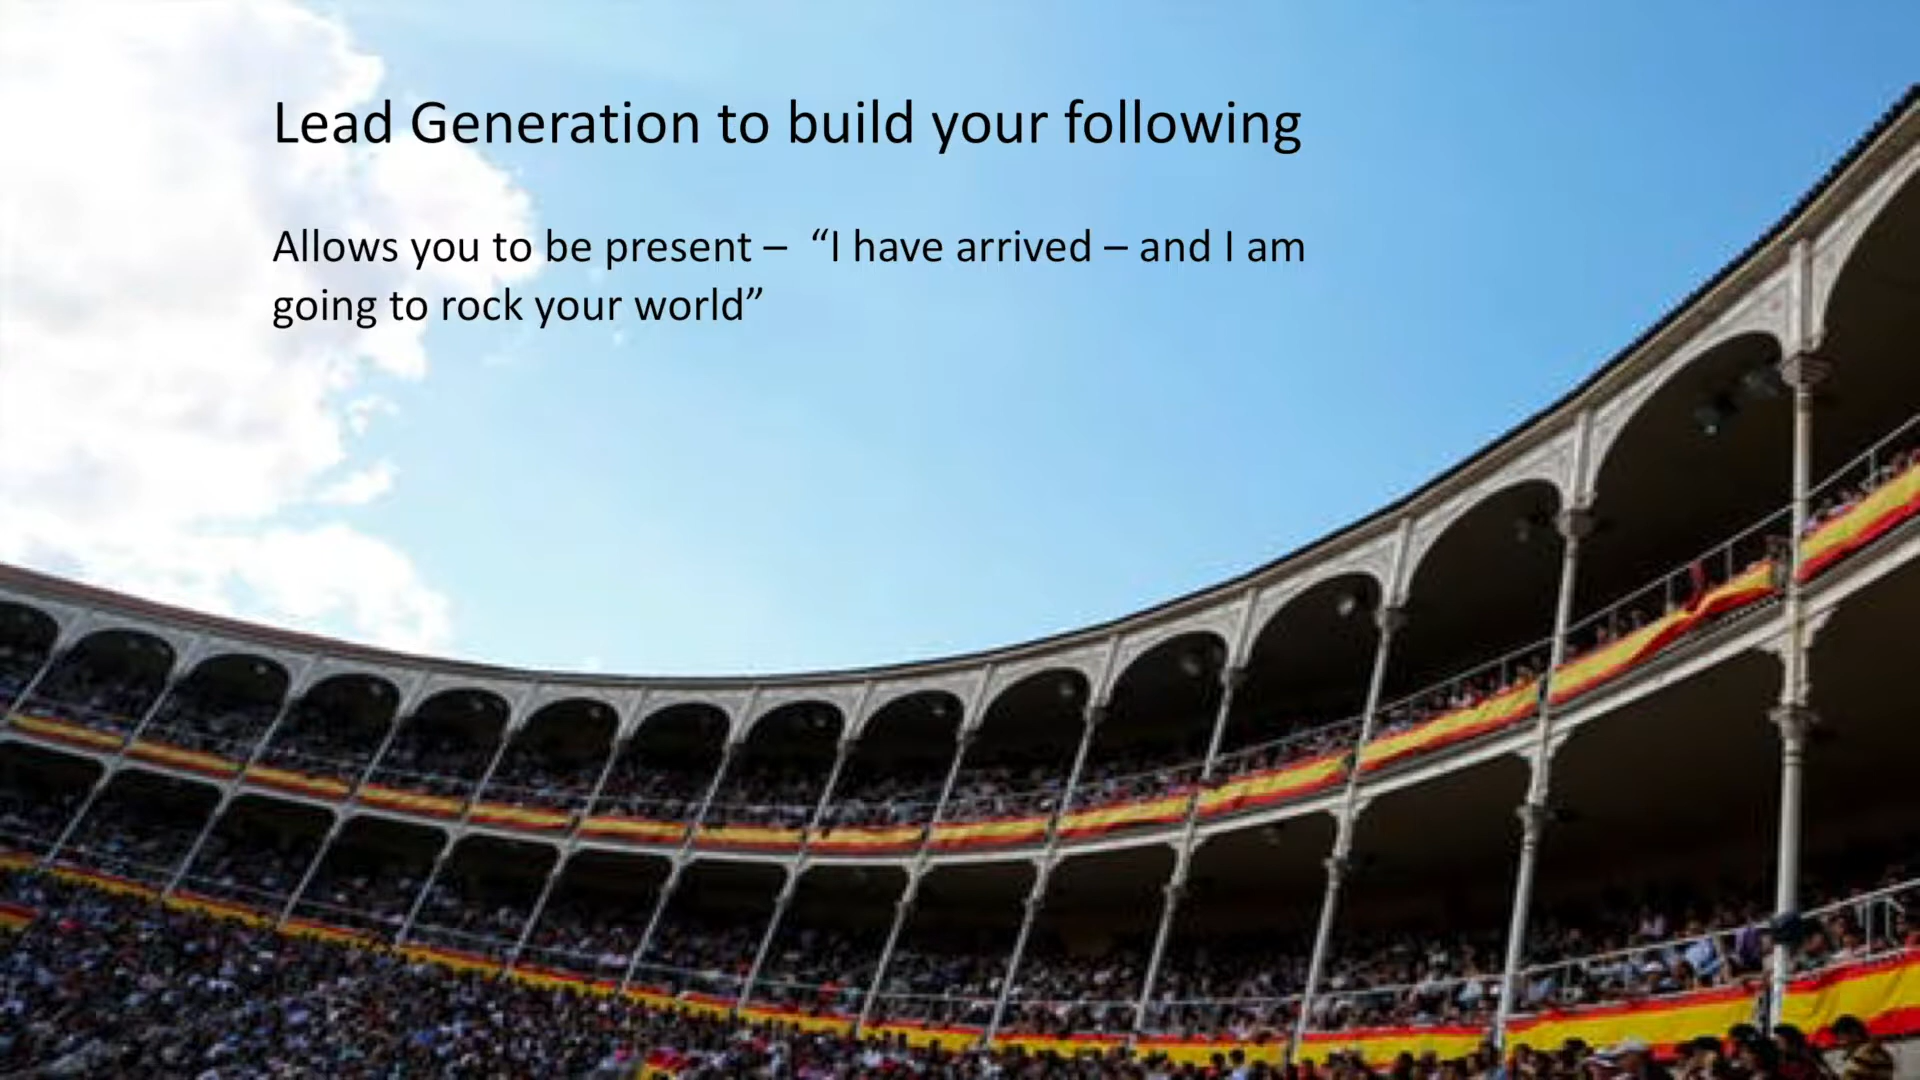 Lead Generation to build your following
Allows you to be present –  “I have arrived – and I am
going to rock your world”